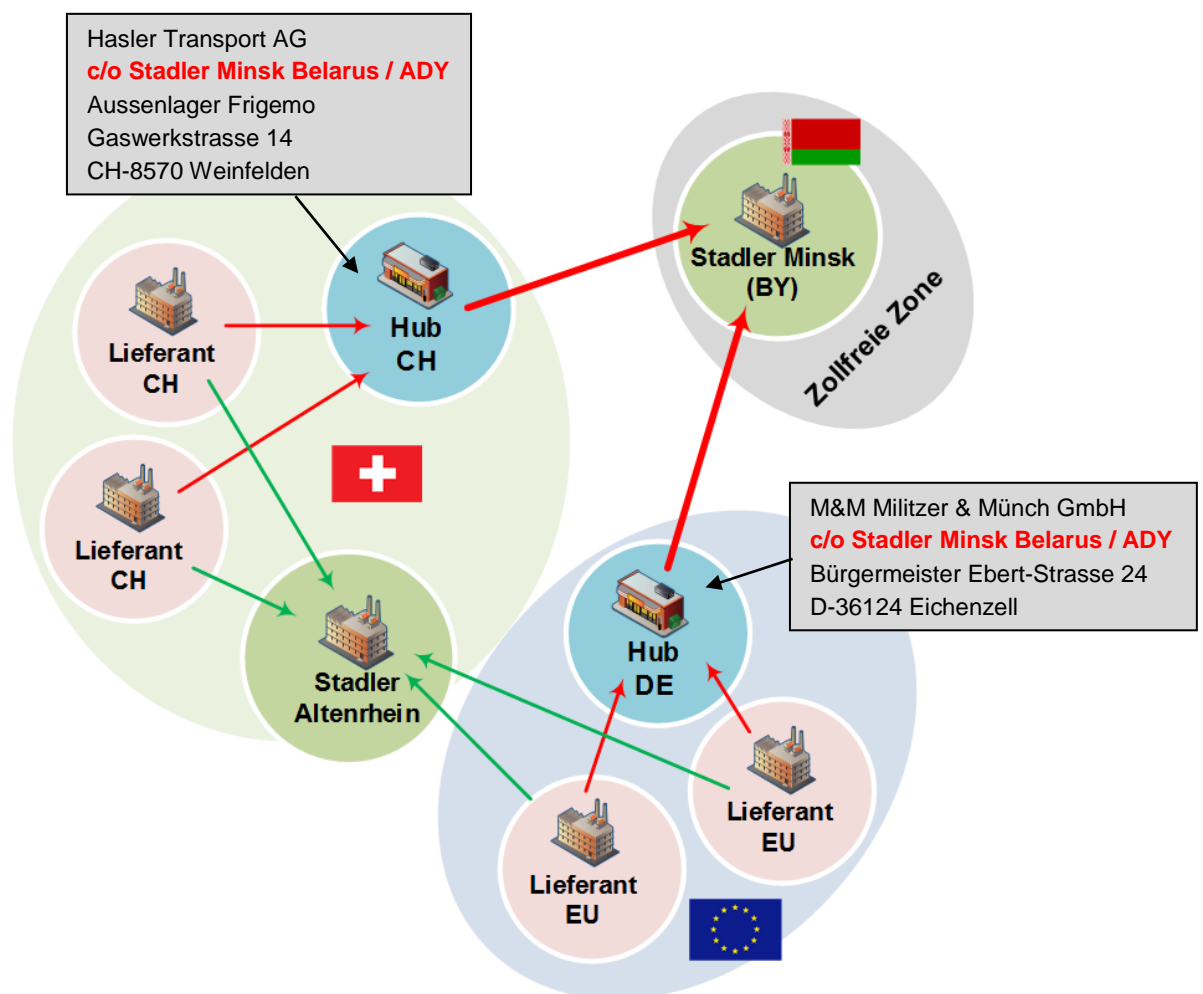 Hasler Transport AG
c/o Stadler Minsk Belarus / ADY
Aussenlager Frigemo
Gaswerkstrasse 14
CH-8570 Weinfelden
Stadler Minsk
(BY)
Zollfreie Zone
Hub
CH
Lieferant
CH
Lieferant
CH
Stadler
Altenrhein
M&M Militzer & Münch GmbH
c/o Stadler Minsk Belarus / ADY
Bürgermeister Ebert-Strasse 24
D-36124 Eichenzell
Hub
DE
Lieferant
EU
Lieferant
EU